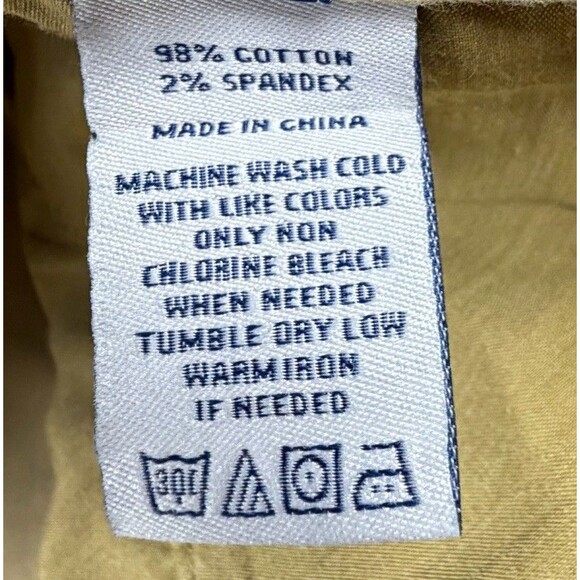 98% COTTON
2% SPANDEX
MADE IN CHINA
MACHINE WASH COLD
WITH LIKE COLORS
ONLY NON
CHLORINE BLEACH
WHEN NEEDED
TUMBLE DRY LOW
WARM IRON
IF NEEDED
30C